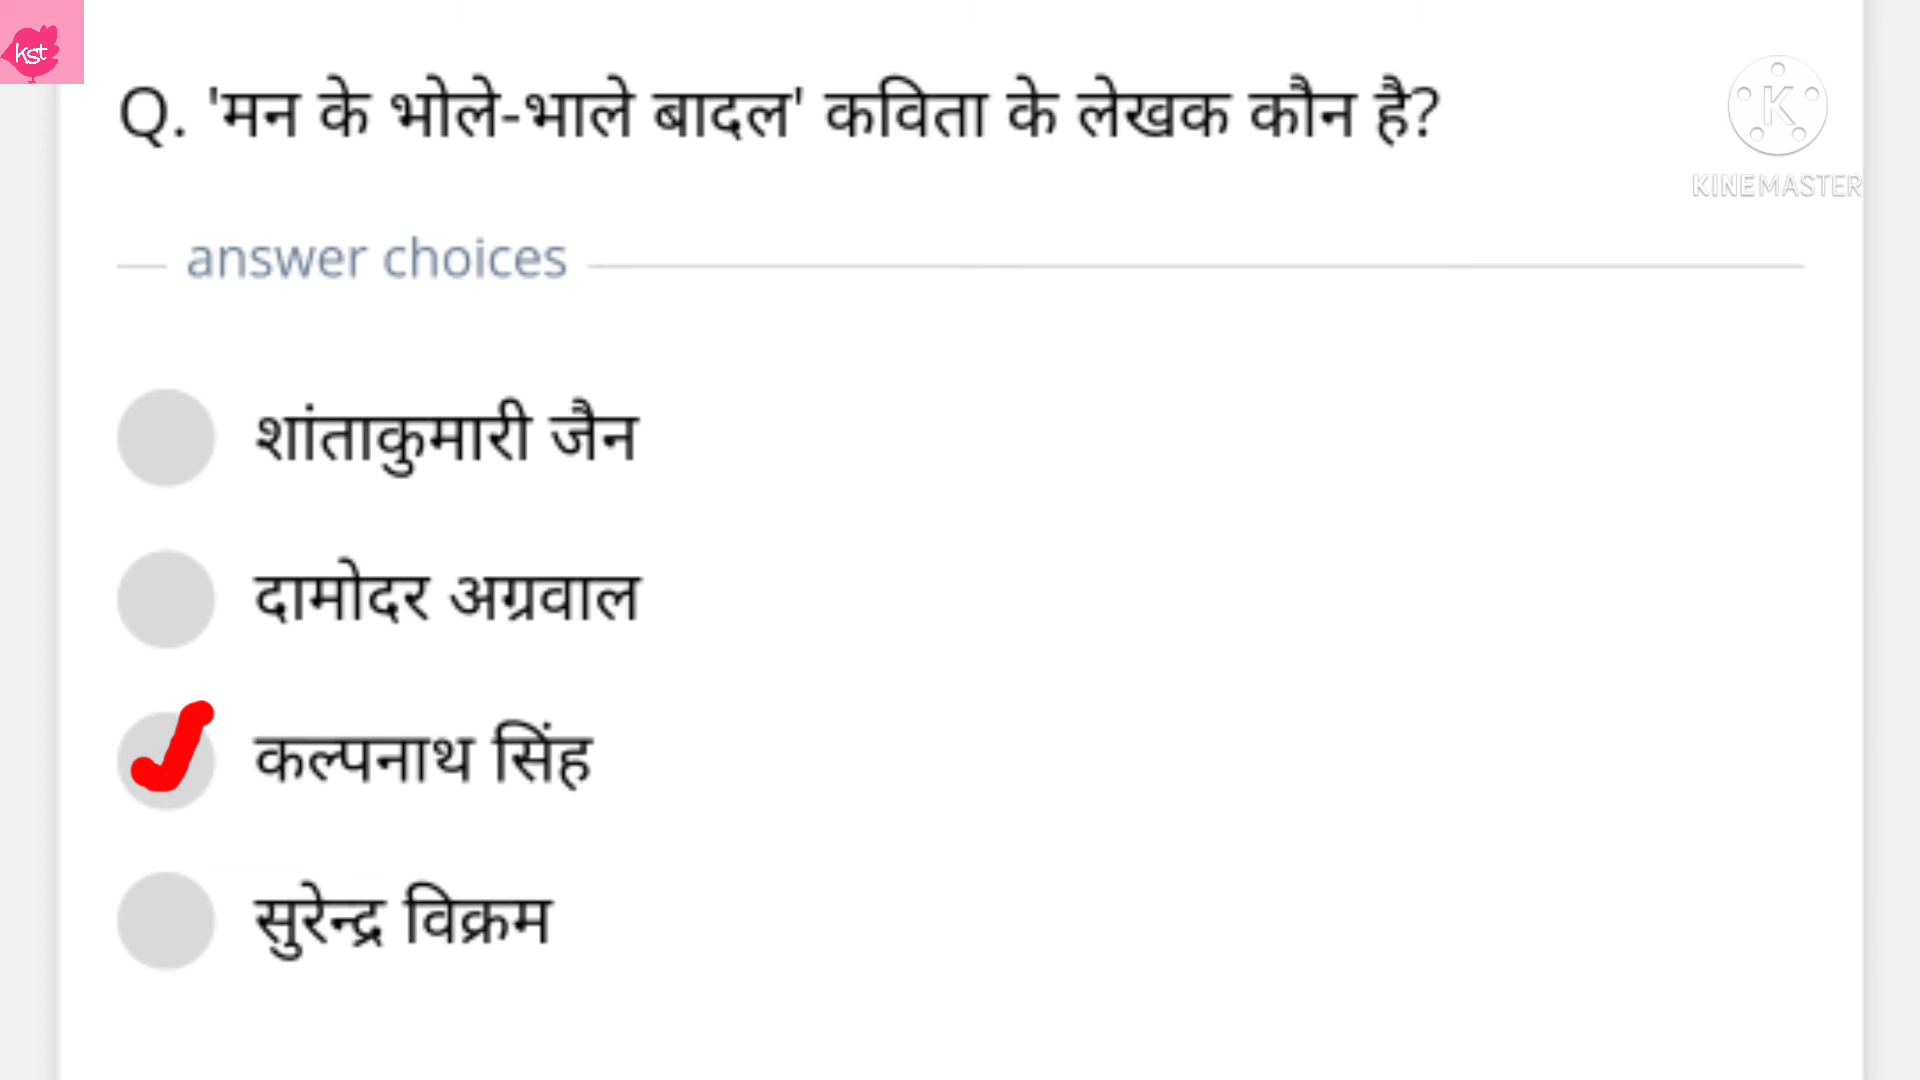 kst
Q. 'मन के भोले-भाले बादल' कविता के लेखक कौन है?
KINEMASTER
answer choices
शांताकुमारी जैन
दामोदर अग्रवाल
कल्पनाथ सिंह
सुरेन्द्र विक्रम